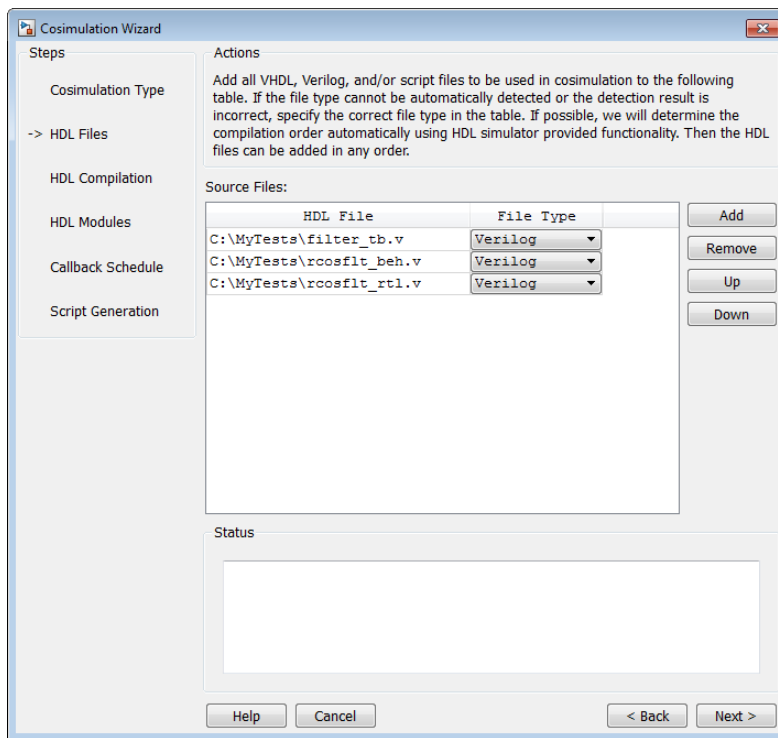 Cosimulation Wizard
Steps
Cosimulation Type
-> HDL Files
HDL Compilation
HDL Modules
Callback Schedule
Script Generation
Actions
Add all VHDL, Verilog, and/or script files to be used in cosimulation to the following
table. If the file type cannot be automatically detected or the detection result is
incorrect, specify the correct file type in the table. If possible, we will determine the
compilation order automatically using HDL simulator provided functionality. Then the HDL
files can be added in any order.
Source Files:
HDL File File Type
C:\MyTests\filter_tb.v Verilog
C:\MyTests\rcosflt_beh.v Verilog
C:\MyTests\rcosflt_rtl.v Verilog
Add
Remove
Up
Down
Status
Help Cancel < Back Next >